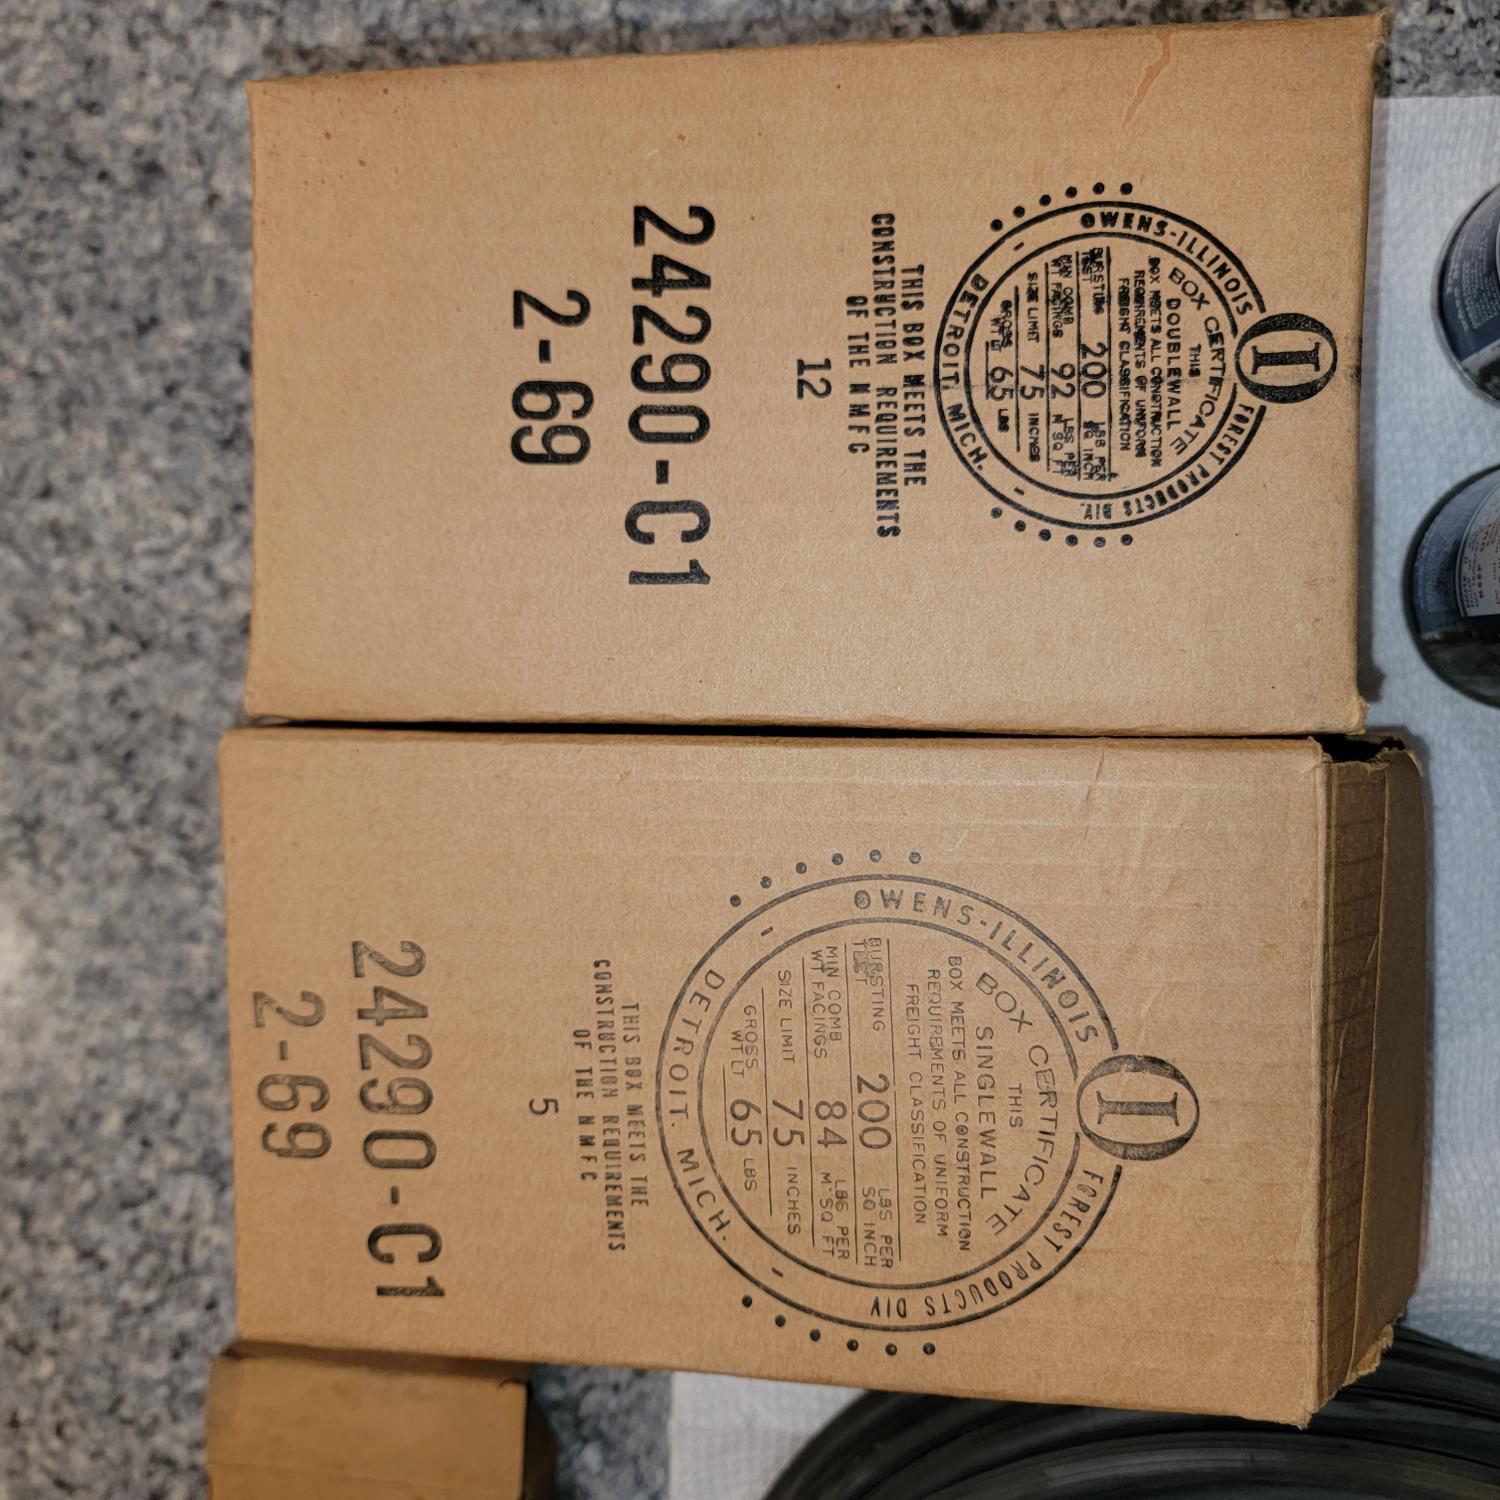 OWENS-ILLINOIS
FOREST PRODUCTS DIV.
BOX CERTIFICATE
THIS
DOUBLEWALL
BOX MEETS ALL CONSTRUCTION
REQUIREMENTS OF UNIFORM
FREIGHT CLASSIFICATION
BURSTING TEST 200 LBS PER SQ INCH
MIN COMB WT FACINGS 92 LBS PER M SQ FT
SIZE LIMIT 75 INCHES
GROSS WT LT 65 LBS
DETROIT, MICH.
THIS BOX MEETS THE
CONSTRUCTION REQUIREMENTS
OF THE NMFC
12
24290-C1
2-69
OWENS-ILLINOIS
FOREST PRODUCTS DIV
BOX CERTIFICATE
THIS
SINGLEWALL
BOX MEETS ALL CONSTRUCTION
REQUIREMENTS OF UNIFORM
FREIGHT CLASSIFICATION
BURSTING TEST 200 LBS PER SQ INCH
MIN COMB WT FACINGS 84 LBS PER M SQ FT
SIZE LIMIT 75 INCHES
GROSS WT LT 65 LBS
DETROIT. MICH.
THIS BOX MEETS THE
CONSTRUCTION REQUIREMENTS
OF THE NMFC
5
24290-C1
2-69